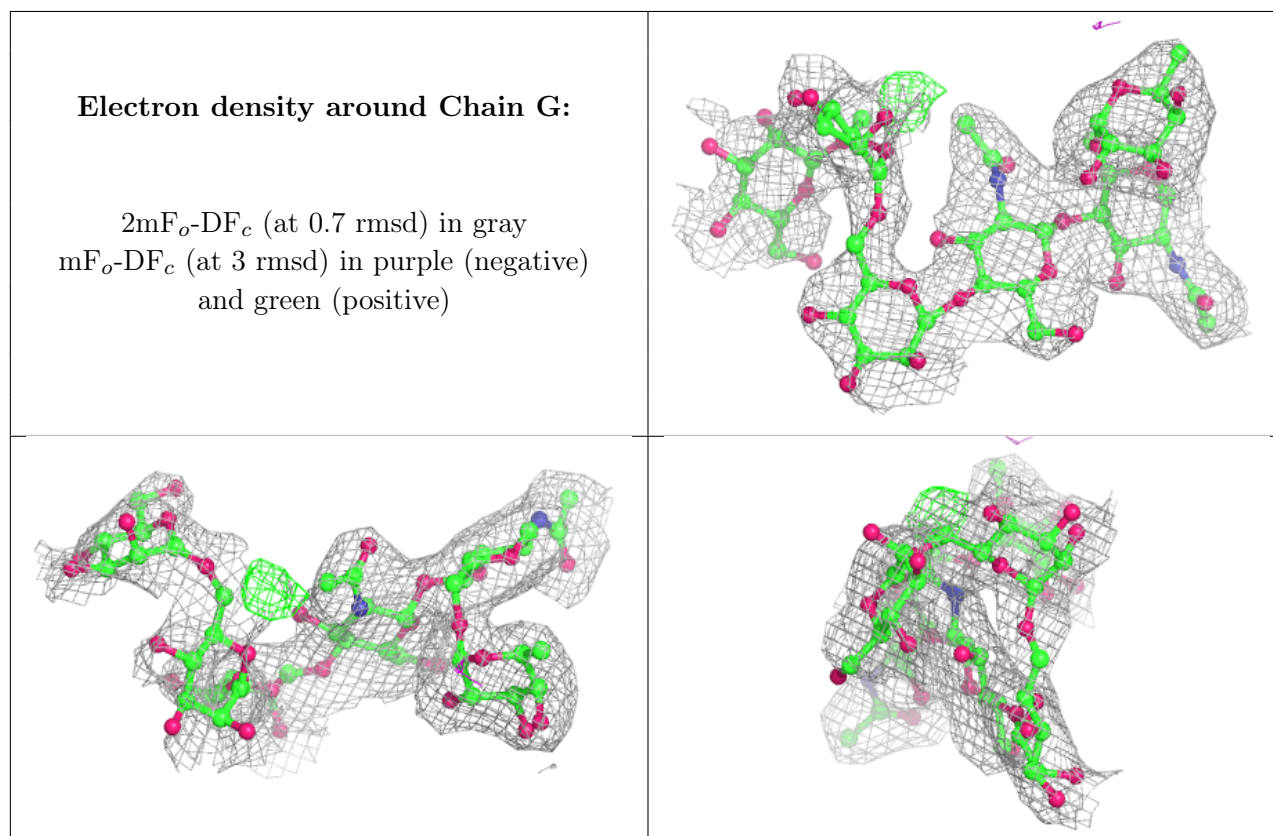 Electron density around Chain G:
2mFₒ-DF𝒸 (at 0.7 rmsd) in gray
mFₒ-DF𝒸 (at 3 rmsd) in purple (negative)
and green (positive)